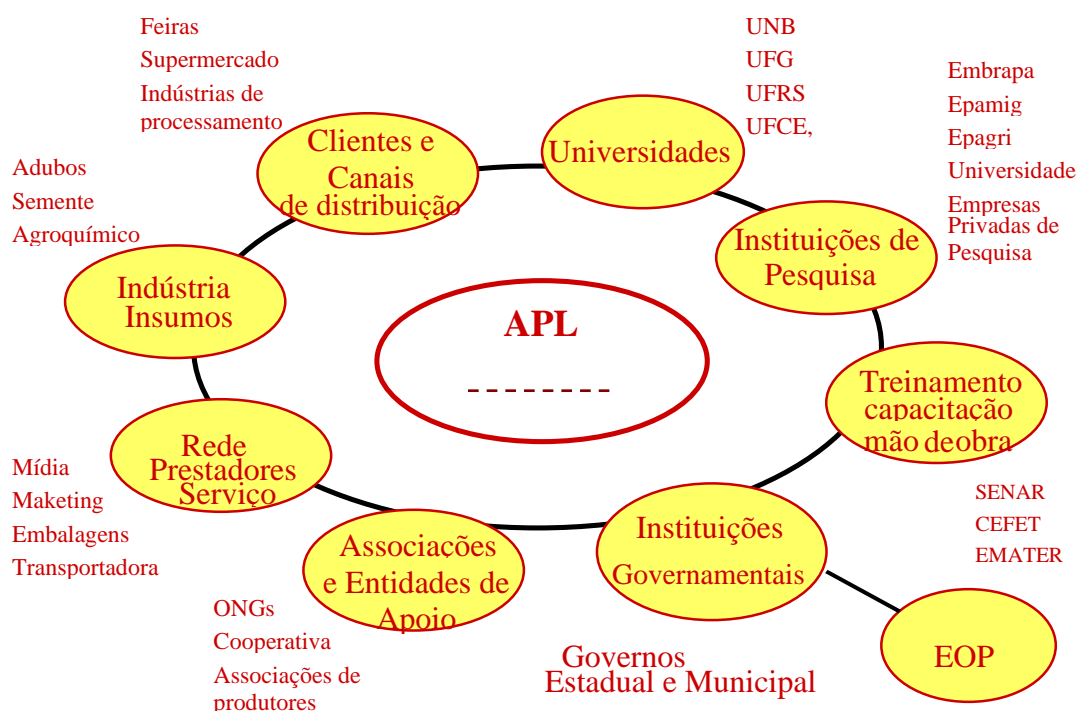 Feiras
Supermercado
Indústrias de
processamento
UNB
UFG
UFRS
UFCE,
Embrapa
Epamig
Epagri
Universidade
Empresas
Privadas de
Pesquisa
Clientes e
Canais
de distribuição
Universidades
Adubos
Semente
Agroquímico
Instituições de
Pesquisa
Indústria
Insumos
APL
--------
Treinamento
capacitação
mão deobra
Rede
Prestadores
Serviço
Mídia
Maketing
Embalagens
Transportadora
SENAR
CEFET
EMATER
Instituições
Governamentais
Associações
e Entidades de
Apoio
ONGs
Cooperativa
Associações de
produtores
Governos
Estadual e Municipal
EOP